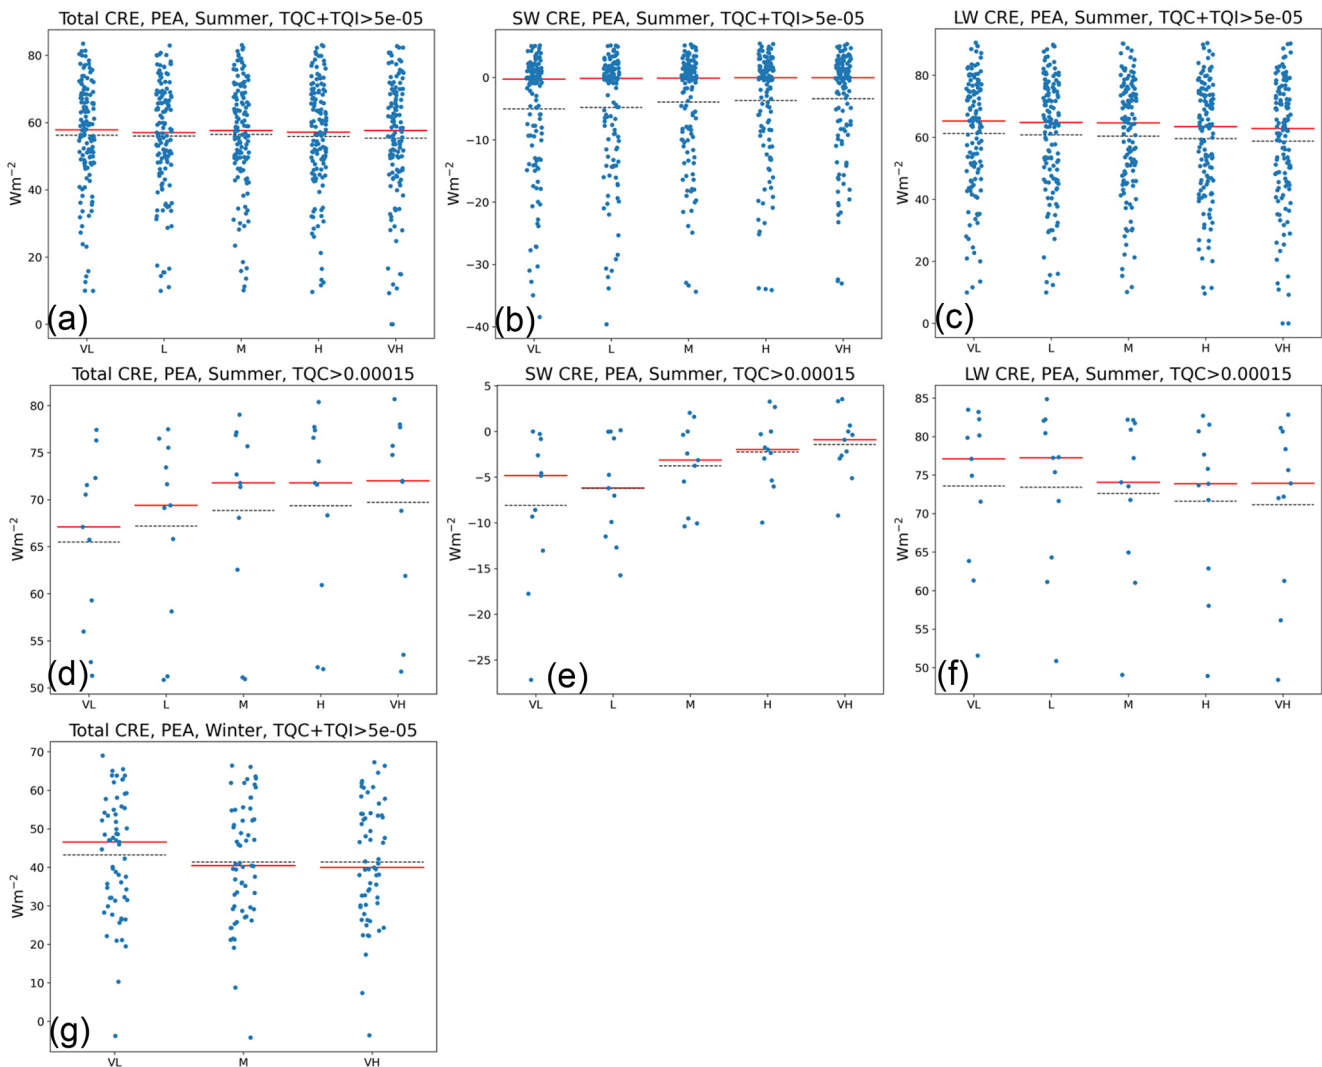 Total CRE, PEA, Summer, TQC+TQI>5e-05
80
60
40
20
0
Wm−2
(a)
VL L M H VH
SW CRE, PEA, Summer, TQC+TQI>5e-05
0
−10
−20
−30
−40
Wm−2
(b)
VL L M H VH
LW CRE, PEA, Summer, TQC+TQI>5e-05
80
60
40
20
0
Wm−2
(c)
VL L M H VH
Total CRE, PEA, Summer, TQC>0.00015
80
75
70
65
60
55
50
Wm−2
(d)
VL L M H VH
SW CRE, PEA, Summer, TQC>0.00015
5
0
−5
−10
−15
−20
−25
Wm−2
(e)
VL L M H VH
LW CRE, PEA, Summer, TQC>0.00015
85
80
75
70
65
60
55
50
Wm−2
(f)
VL L M H VH
Total CRE, PEA, Winter, TQC+TQI>5e-05
70
60
50
40
30
20
10
0
Wm−2
(g)
VL M VH